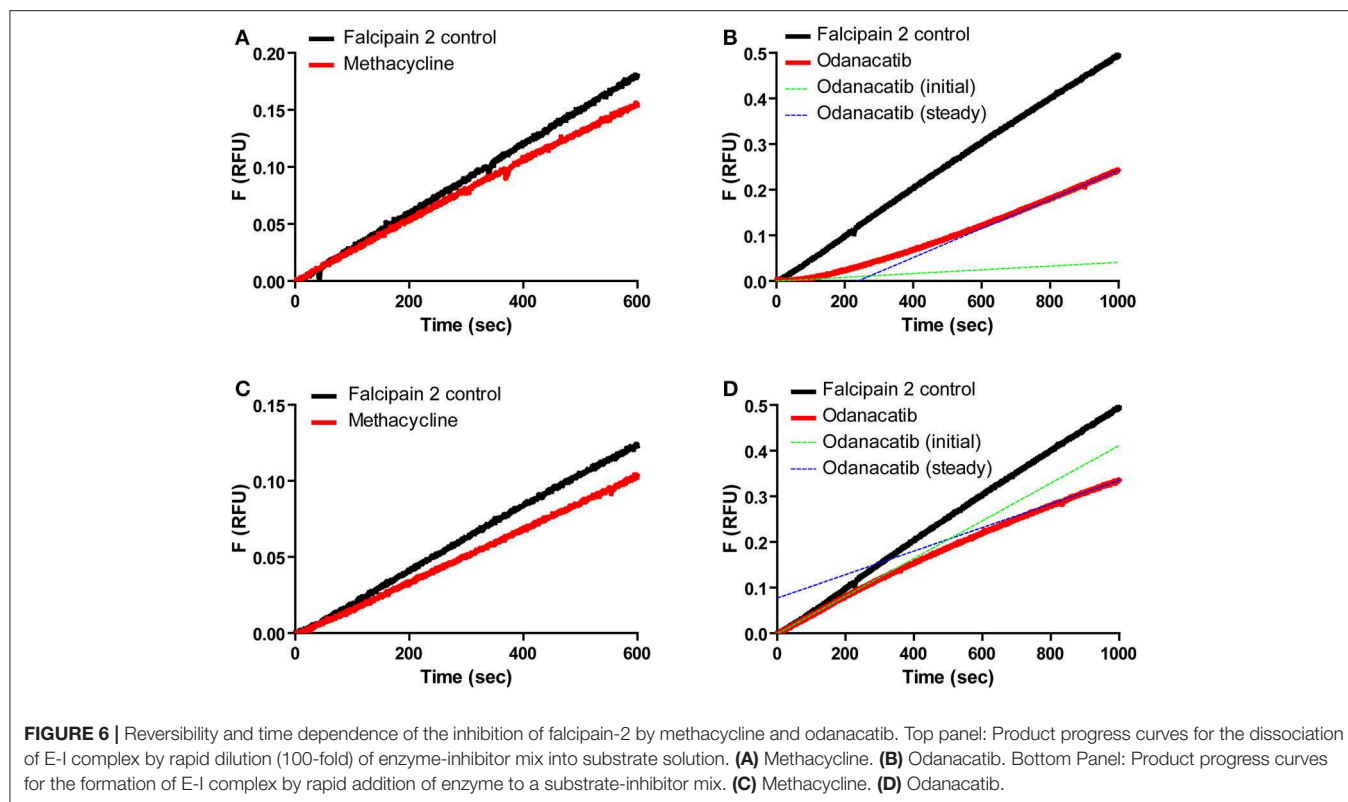 A
Falcipain 2 control
Methacycline
0.20
0.15
0.10
0.05
0.00
F (RFU)
0 200 400 600
Time (sec)
B
Falcipain 2 control
Odanacatib
Odanacatib (initial)
Odanacatib (steady)
0.5
0.4
0.3
0.2
0.1
0.0
F (RFU)
0 200 400 600 800 1000
Time (sec)
C
Falcipain 2 control
Methacycline
0.15
0.10
0.05
0.00
F (RFU)
0 200 400 600
Time (sec)
D
Falcipain 2 control
Odanacatib
Odanacatib (initial)
Odanacatib (steady)
0.5
0.4
0.3
0.2
0.1
0.0
F (RFU)
0 200 400 600 800 1000
Time (sec)
FIGURE 6 | Reversibility and time dependence of the inhibition of falcipain-2 by methacycline and odanacatib. Top panel: Product progress curves for the dissociation
of E-I complex by rapid dilution (100-fold) of enzyme-inhibitor mix into substrate solution. (A) Methacycline. (B) Odanacatib. Bottom Panel: Product progress curves
for the formation of E-I complex by rapid addition of enzyme to a substrate-inhibitor mix. (C) Methacycline. (D) Odanacatib.